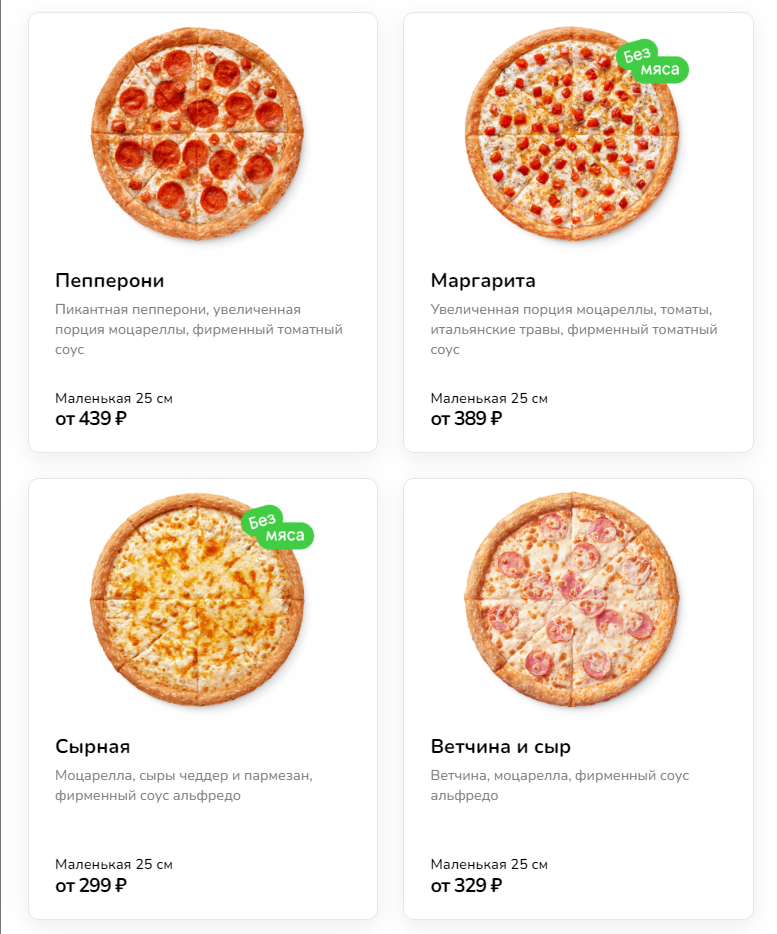 Пепперони
Пикантная пепперони, увеличенная
порция моцареллы, фирменный томатный
соус
Маленькая 25 см
от 439 ₽
Без
мяса
Маргарита
Увеличенная порция моцареллы, томаты,
итальянские травы, фирменный томатный
соус
Маленькая 25 см
от 389 ₽
Без
мяса
Сырная
Моцарелла, сыры чеддер и пармезан,
фирменный соус альфредо
Маленькая 25 см
от 299 ₽
Ветчина и сыр
Ветчина, моцарелла, фирменный соус
альфредо
Маленькая 25 см
от 329 ₽